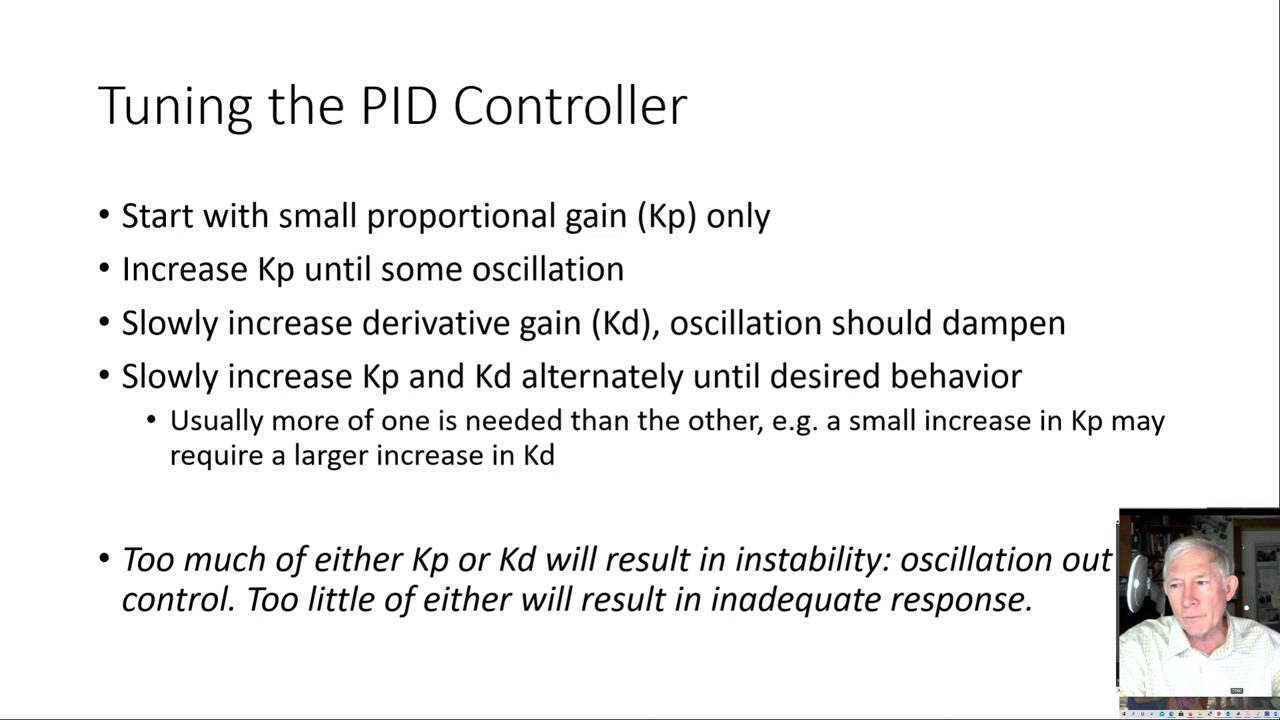 Tuning the PID Controller
• Start with small proportional gain (Kp) only
• Increase Kp until some oscillation
• Slowly increase derivative gain (Kd), oscillation should dampen
• Slowly increase Kp and Kd alternately until desired behavior
• Usually more of one is needed than the other, e.g. a small increase in Kp may
require a larger increase in Kd
• Too much of either Kp or Kd will result in instability: oscillation out
control. Too little of either will result in inadequate response.